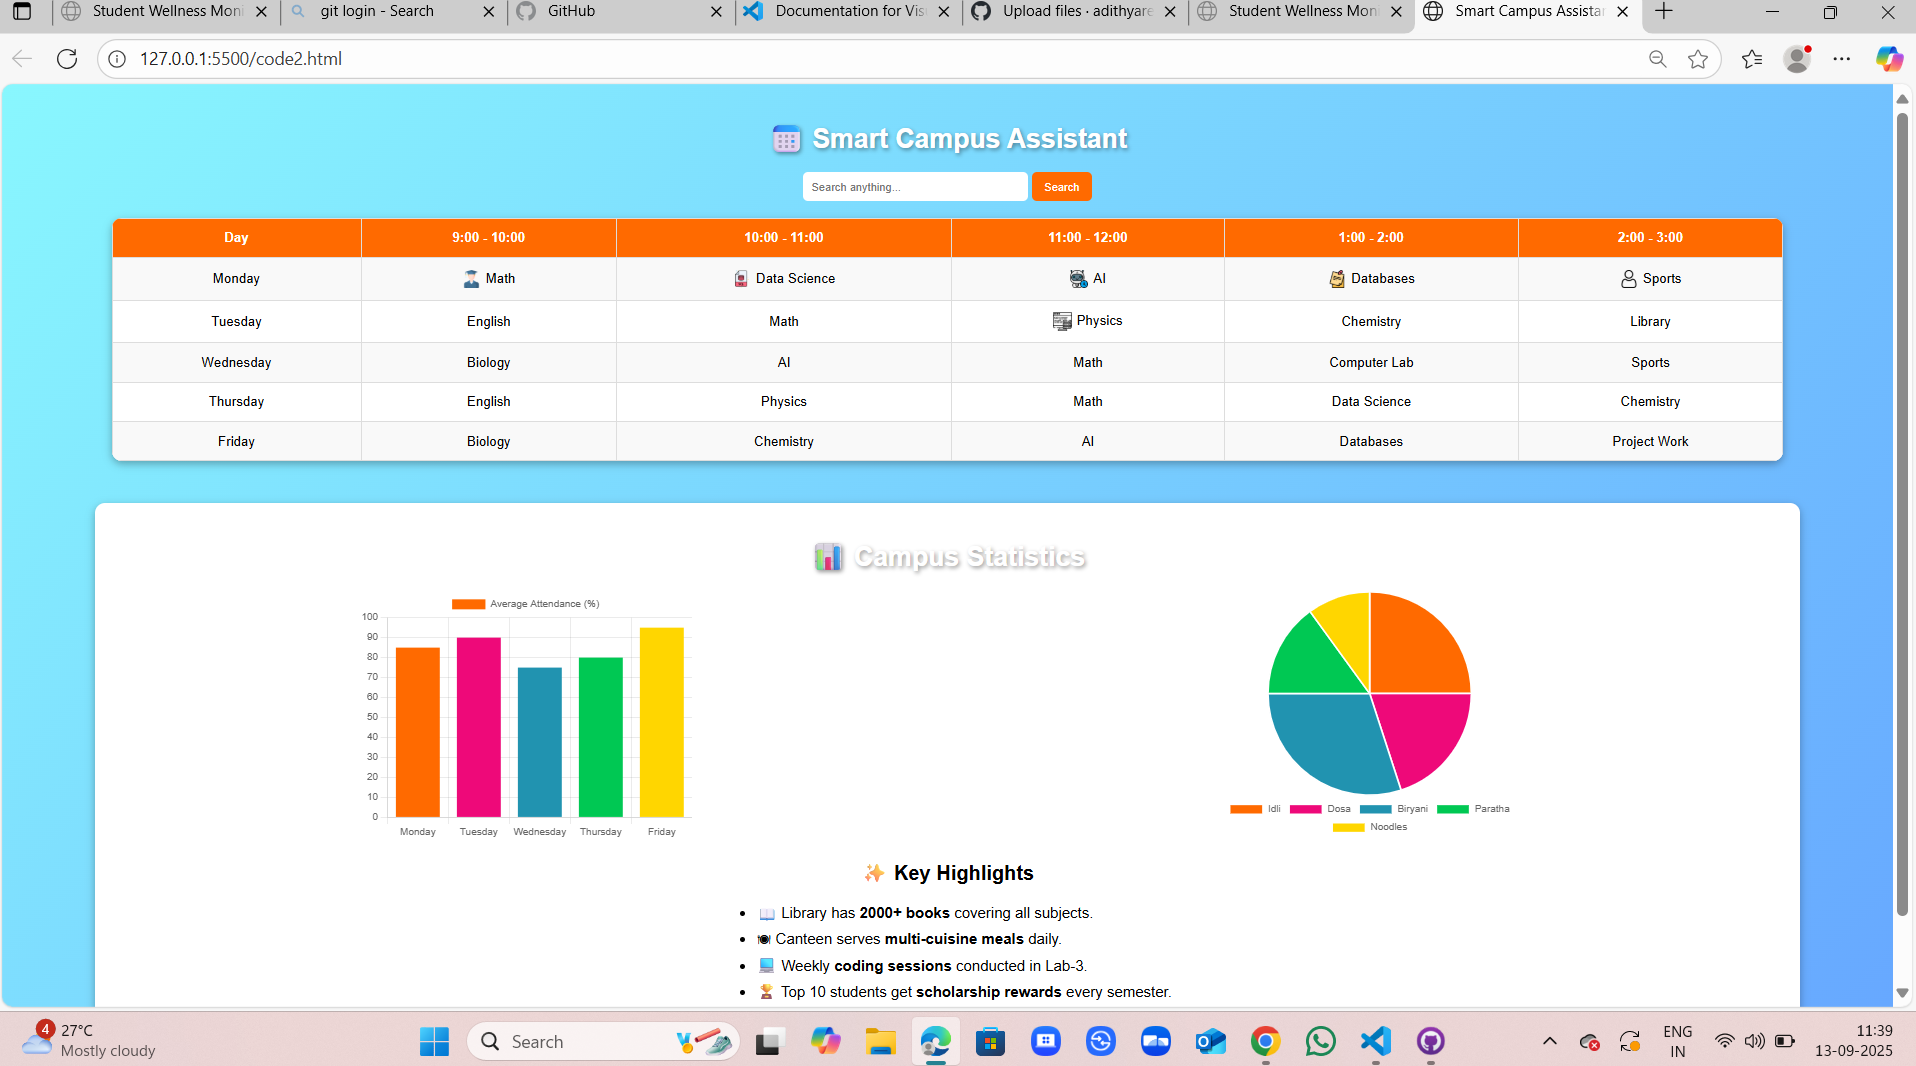 Student Wellness Moni
git login - Search
GitHub
Documentation for Vis
Upload files · adithyare
Student Wellness Moni
Smart Campus Assistar
127.0.0.1:5500/code2.html
Smart Campus Assistant
Search anything...
Search
Day 9:00 - 10:00 10:00 - 11:00 11:00 - 12:00 1:00 - 2:00 2:00 - 3:00
Monday Math Data Science AI Databases Sports
Tuesday English Math Physics Chemistry Library
Wednesday Biology AI Math Computer Lab Sports
Thursday English Physics Math Data Science Chemistry
Friday Biology Chemistry AI Databases Project Work
Campus Statistics
Average Attendance (%)
100
90
80
70
60
50
40
30
20
10
0
Monday Tuesday Wednesday Thursday Friday
Idli Dosa Biryani Paratha
Noodles
Key Highlights
Library has 2000+ books covering all subjects.
Canteen serves multi-cuisine meals daily.
Weekly coding sessions conducted in Lab-3.
Top 10 students get scholarship rewards every semester.
4
27°C
Mostly cloudy
Search
ENG
IN
11:39
13-09-2025